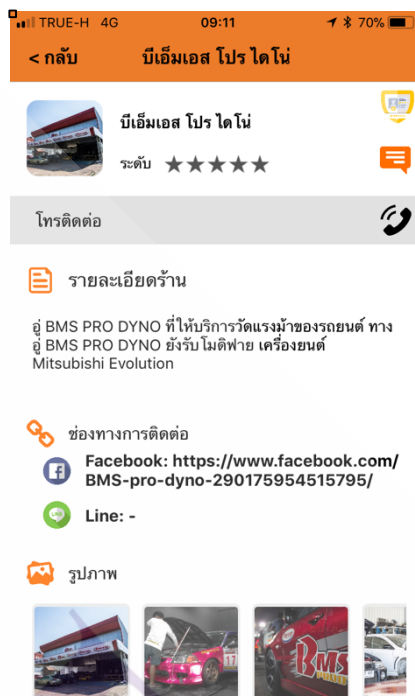 TRUE-H 4G 09:11 70%
< กลับ บีเอ็มเอส โปร ไดโน่
บีเอ็มเอส โปร ไดโน่
ระดับ ★★★★★
โทรติดต่อ
รายละเอียดร้าน
อู่ BMS PRO DYNO ที่ให้บริการวัดแรงม้าของรถยนต์ ทาง
อู่ BMS PRO DYNO ยังรับโมดิฟาย เครื่องยนต์
Mitsubishi Evolution
ช่องทางการติดต่อ
Facebook: https://www.facebook.com/
BMS-pro-dyno-290175954515795/
Line: -
รูปภาพ
17
BMS